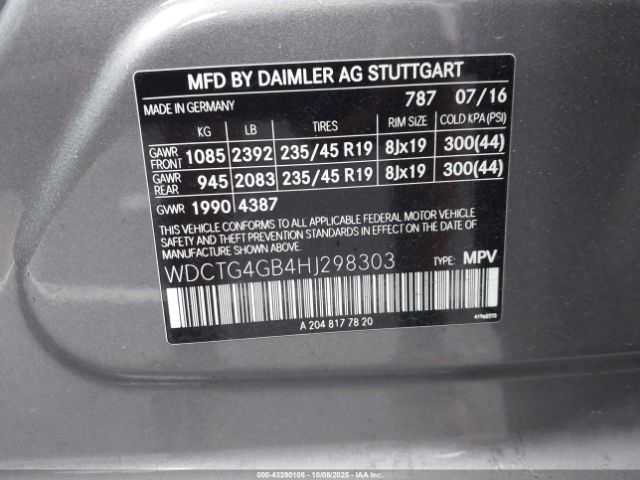 MFD BY DAIMLER AG STUTTGART
MADE IN GERMANY 787 07/16
KG LB TIRES RIM SIZE COLD KPA(PSI)
GAWR FRONT 1085 2392 235/45 R19 8Jx19 300(44)
GAWR REAR 945 2083 235/45 R19 8Jx19 300(44)
GVWR 1990 4387
THIS VEHICLE CONFORMS TO ALL APPLICABLE FEDERAL MOTOR VEHICLE
SAFETY AND THEFT PREVENTION STANDARDS IN EFFECT ON THE DATE
OF MANUFACTURE SHOWN ABOVE.
WDCTG4GB4HJ298303 TYPE: MPV
A 204 817 78 20
000-43390108 - 10/08/2025 - IAAI.COM